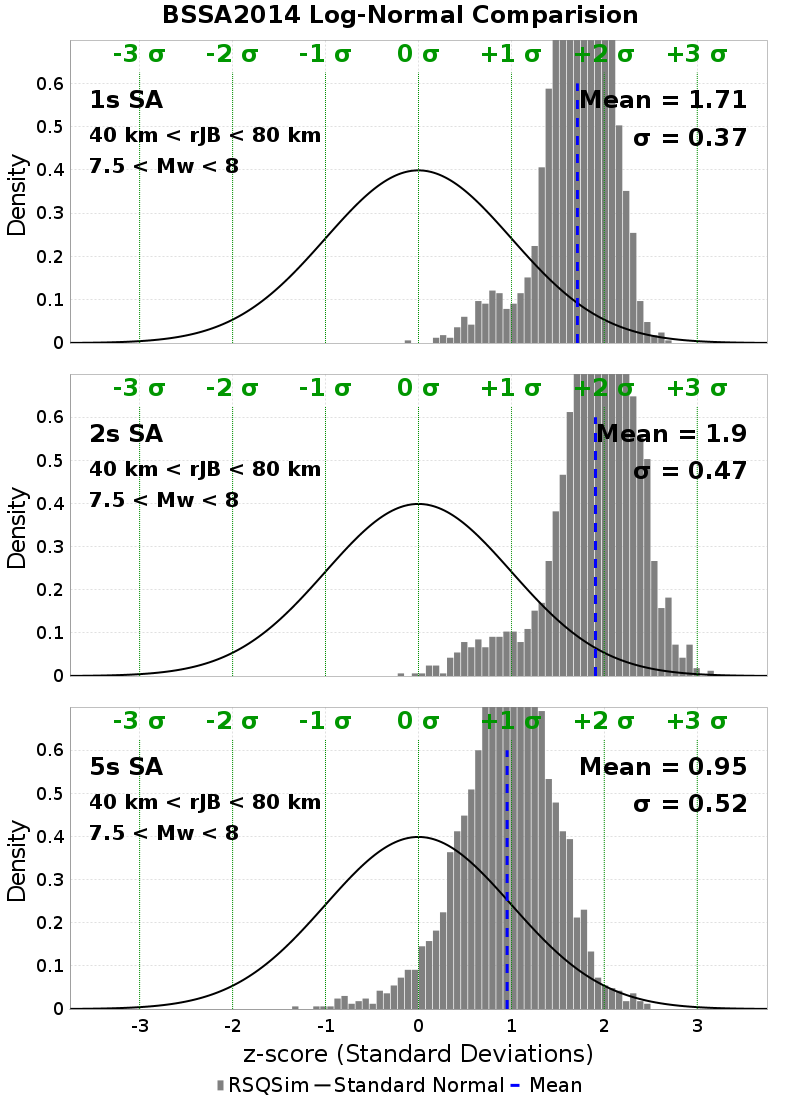 BSSA2014 Log-Normal Comparision
-3 σ -2 σ -1 σ 0 σ +1 σ +2 σ +3 σ
0.6
1s SA
Mean = 1.71
0.5
40 km < rJB < 80 km
σ = 0.37
0.4
7.5 < Mw < 8
Density
0.3
0.2
0.1
0
-3 σ -2 σ -1 σ 0 σ +1 σ +2 σ +3 σ
0.6
2s SA
Mean = 1.9
0.5
40 km < rJB < 80 km
σ = 0.47
0.4
7.5 < Mw < 8
Density
0.3
0.2
0.1
0
-3 σ -2 σ -1 σ 0 σ +1 σ +2 σ +3 σ
0.6
5s SA
Mean = 0.95
0.5
40 km < rJB < 80 km
σ = 0.52
0.4
7.5 < Mw < 8
Density
0.3
0.2
0.1
0
-3 -2 -1 0 1 2 3
z-score (Standard Deviations)
RSQSim Standard Normal Mean